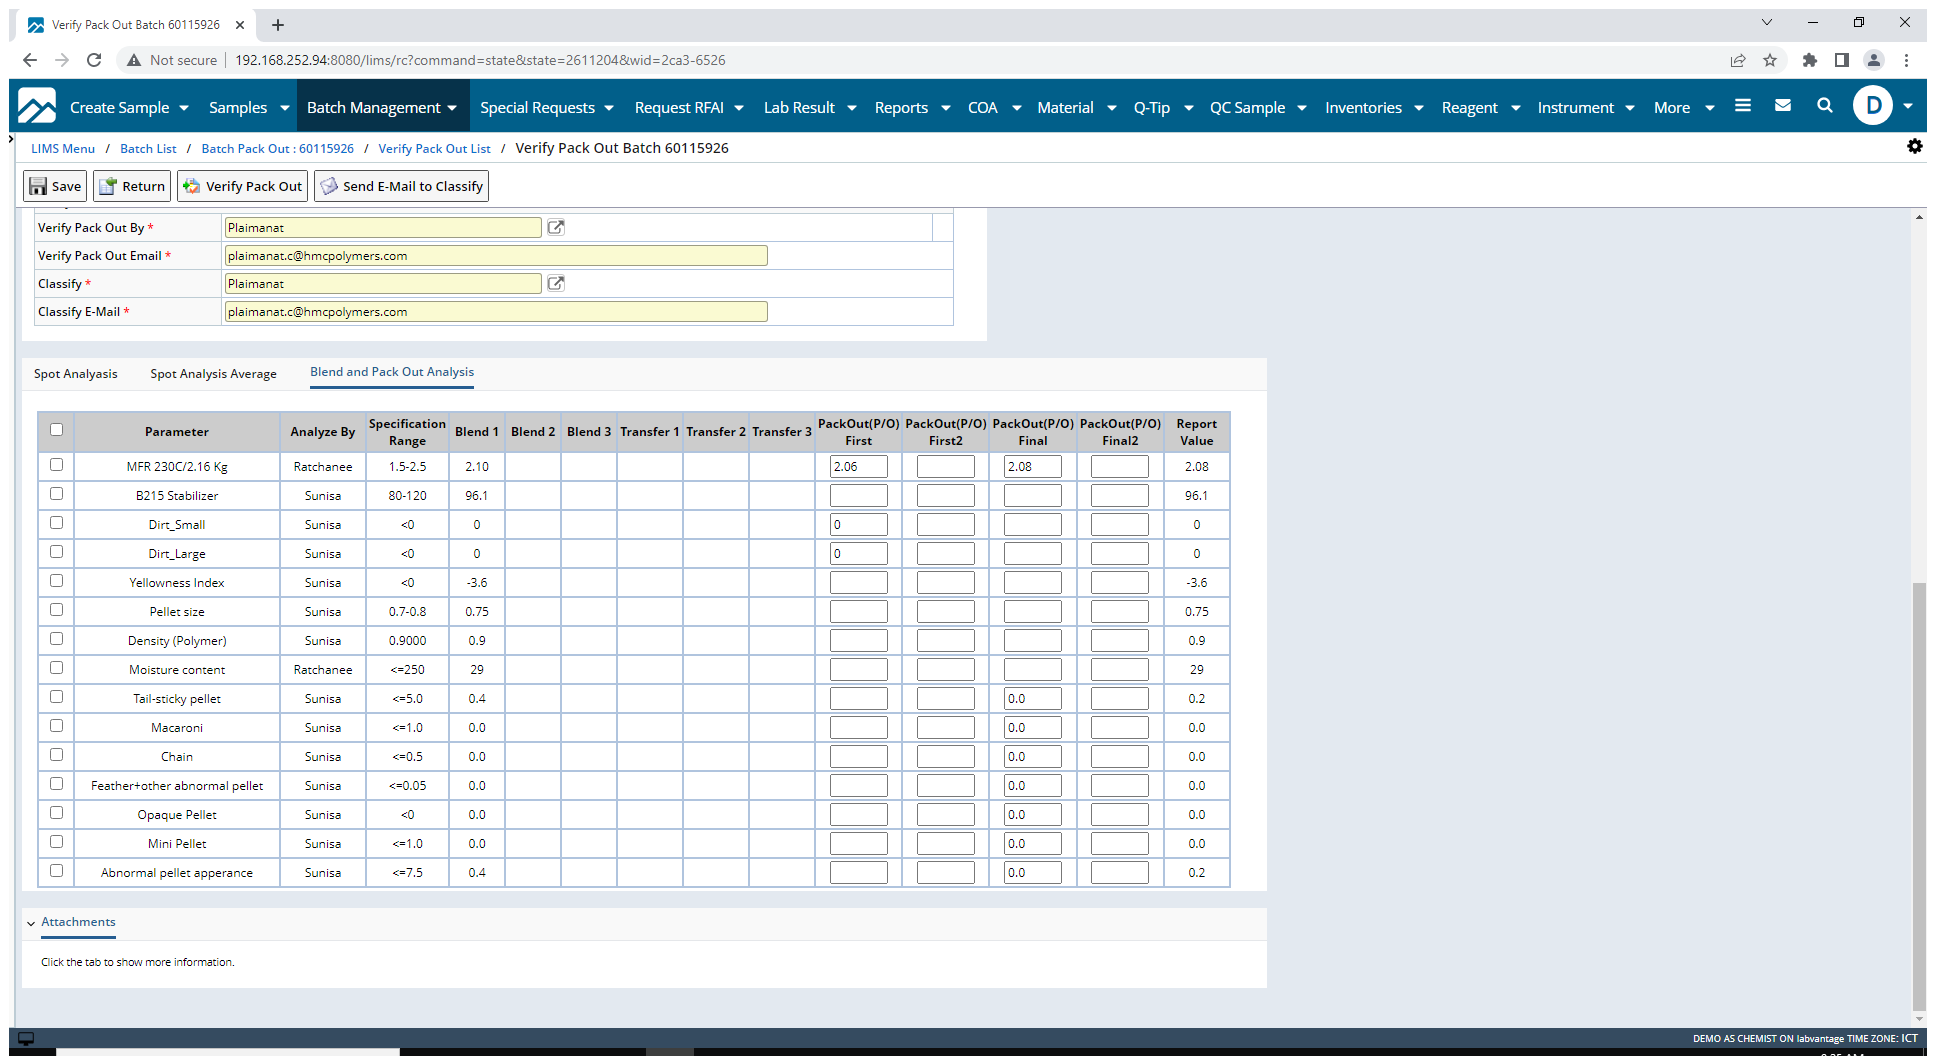 Verify Pack Out Batch 60115926
Not secure 192.168.252.94:8080/lims/rc?command=state&state=2611204&wid=2ca3-6526
Create Sample Samples Batch Management Special Requests Request RFAI Lab Result Reports COA Material Q-Tip QC Sample Inventories Reagent Instrument More D
LIMS Menu / Batch List / Batch Pack Out : 60115926 / Verify Pack Out List / Verify Pack Out Batch 60115926
Save Return Verify Pack Out Send E-Mail to Classify
Verify Pack Out By * Plaimanat
Verify Pack Out Email * plaimanat.c@hmcpolymers.com
Classify * Plaimanat
Classify E-Mail * plaimanat.c@hmcpolymers.com
Spot Analyasis Spot Analysis Average Blend and Pack Out Analysis
Parameter Analyze By Specification Range Blend 1 Blend 2 Blend 3 Transfer 1 Transfer 2 Transfer 3 PackOut(P/O) First PackOut(P/O) First2 PackOut(P/O) Final PackOut(P/O) Final2 Report Value
MFR 230C/2.16 Kg Ratchanee 1.5-2.5 2.10 2.06 2.08 2.08
B215 Stabilizer Sunisa 80-120 96.1 96.1
Dirt_Small Sunisa <0 0 0 0
Dirt_Large Sunisa <0 0 0 0
Yellowness Index Sunisa <0 -3.6 -3.6
Pellet size Sunisa 0.7-0.8 0.75 0.75
Density (Polymer) Sunisa 0.9000 0.9 0.9
Moisture content Ratchanee <=250 29 29
Tail-sticky pellet Sunisa <=5.0 0.4 0.0 0.2
Macaroni Sunisa <=1.0 0.0 0.0 0.0
Chain Sunisa <=0.5 0.0 0.0 0.0
Feather+other abnormal pellet Sunisa <=0.05 0.0 0.0 0.0
Opaque Pellet Sunisa <0 0.0 0.0 0.0
Mini Pellet Sunisa <=1.0 0.0 0.0 0.0
Abnormal pellet apperance Sunisa <=7.5 0.4 0.0 0.2
Attachments
Click the tab to show more information.
DEMO AS CHEMIST ON labvantage TIME ZONE: ICT